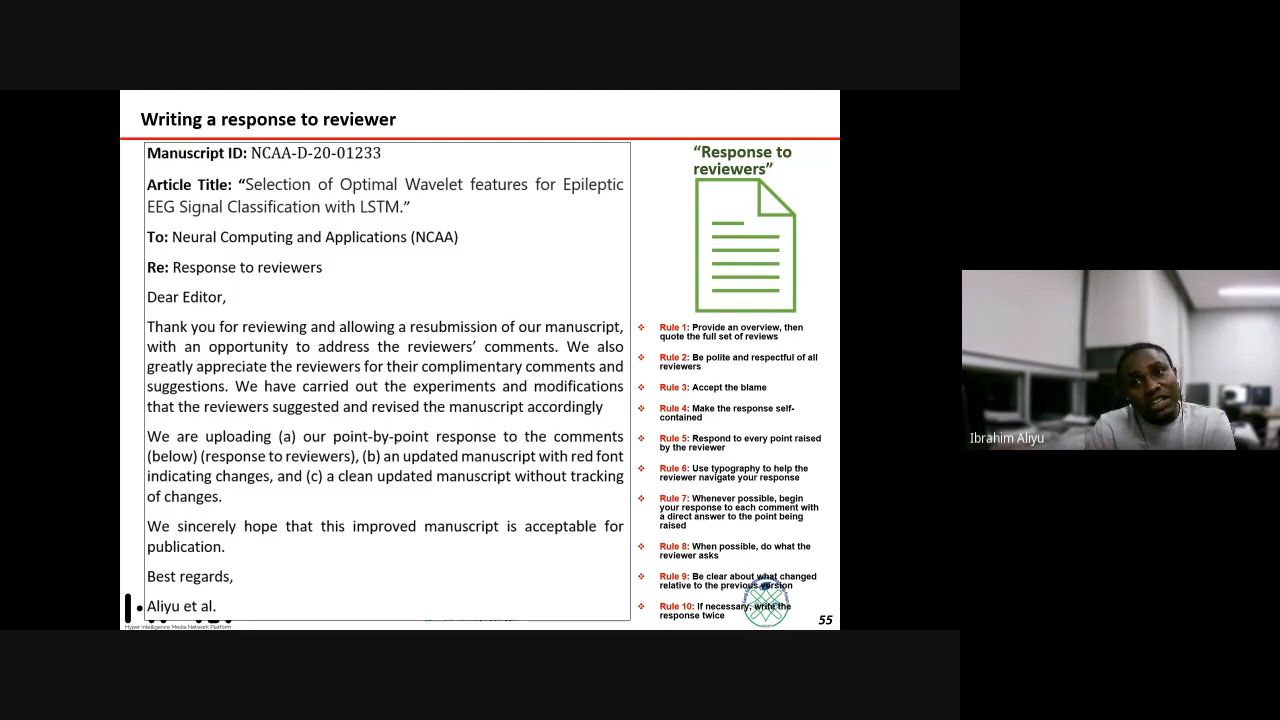 Writing a response to reviewer
Manuscript ID: NCAA-D-20-01233
Article Title: “Selection of Optimal Wavelet features for Epileptic
EEG Signal Classification with LSTM.”
To: Neural Computing and Applications (NCAA)
Re: Response to reviewers
Dear Editor,
Thank you for reviewing and allowing a resubmission of our manuscript,
with an opportunity to address the reviewers’ comments. We also
greatly appreciate the reviewers for their complimentary comments and
suggestions. We have carried out the experiments and modifications
that the reviewers suggested and revised the manuscript accordingly
We are uploading (a) our point-by-point response to the comments
(below) (response to reviewers), (b) an updated manuscript with red font
indicating changes, and (c) a clean updated manuscript without tracking
of changes.
We sincerely hope that this improved manuscript is acceptable for
publication.
Best regards,
Aliyu et al.
Hyper Intelligence Media Network Platform
“Response to
reviewers”
Rule 1: Provide an overview, then
quote the full set of reviews
Rule 2: Be polite and respectful of all
reviewers
Rule 3: Accept the blame
Rule 4: Make the response self-
contained
Rule 5: Respond to every point raised
by the reviewer
Rule 6: Use typography to help the
reviewer navigate your response
Rule 7: Whenever possible, begin
your response to each comment with
a direct answer to the point being
raised
Rule 8: When possible, do what the
reviewer asks
Rule 9: Be clear about what changed
relative to the previous version
Rule 10: If necessary, write the
response twice
55
Ibrahim Aliyu